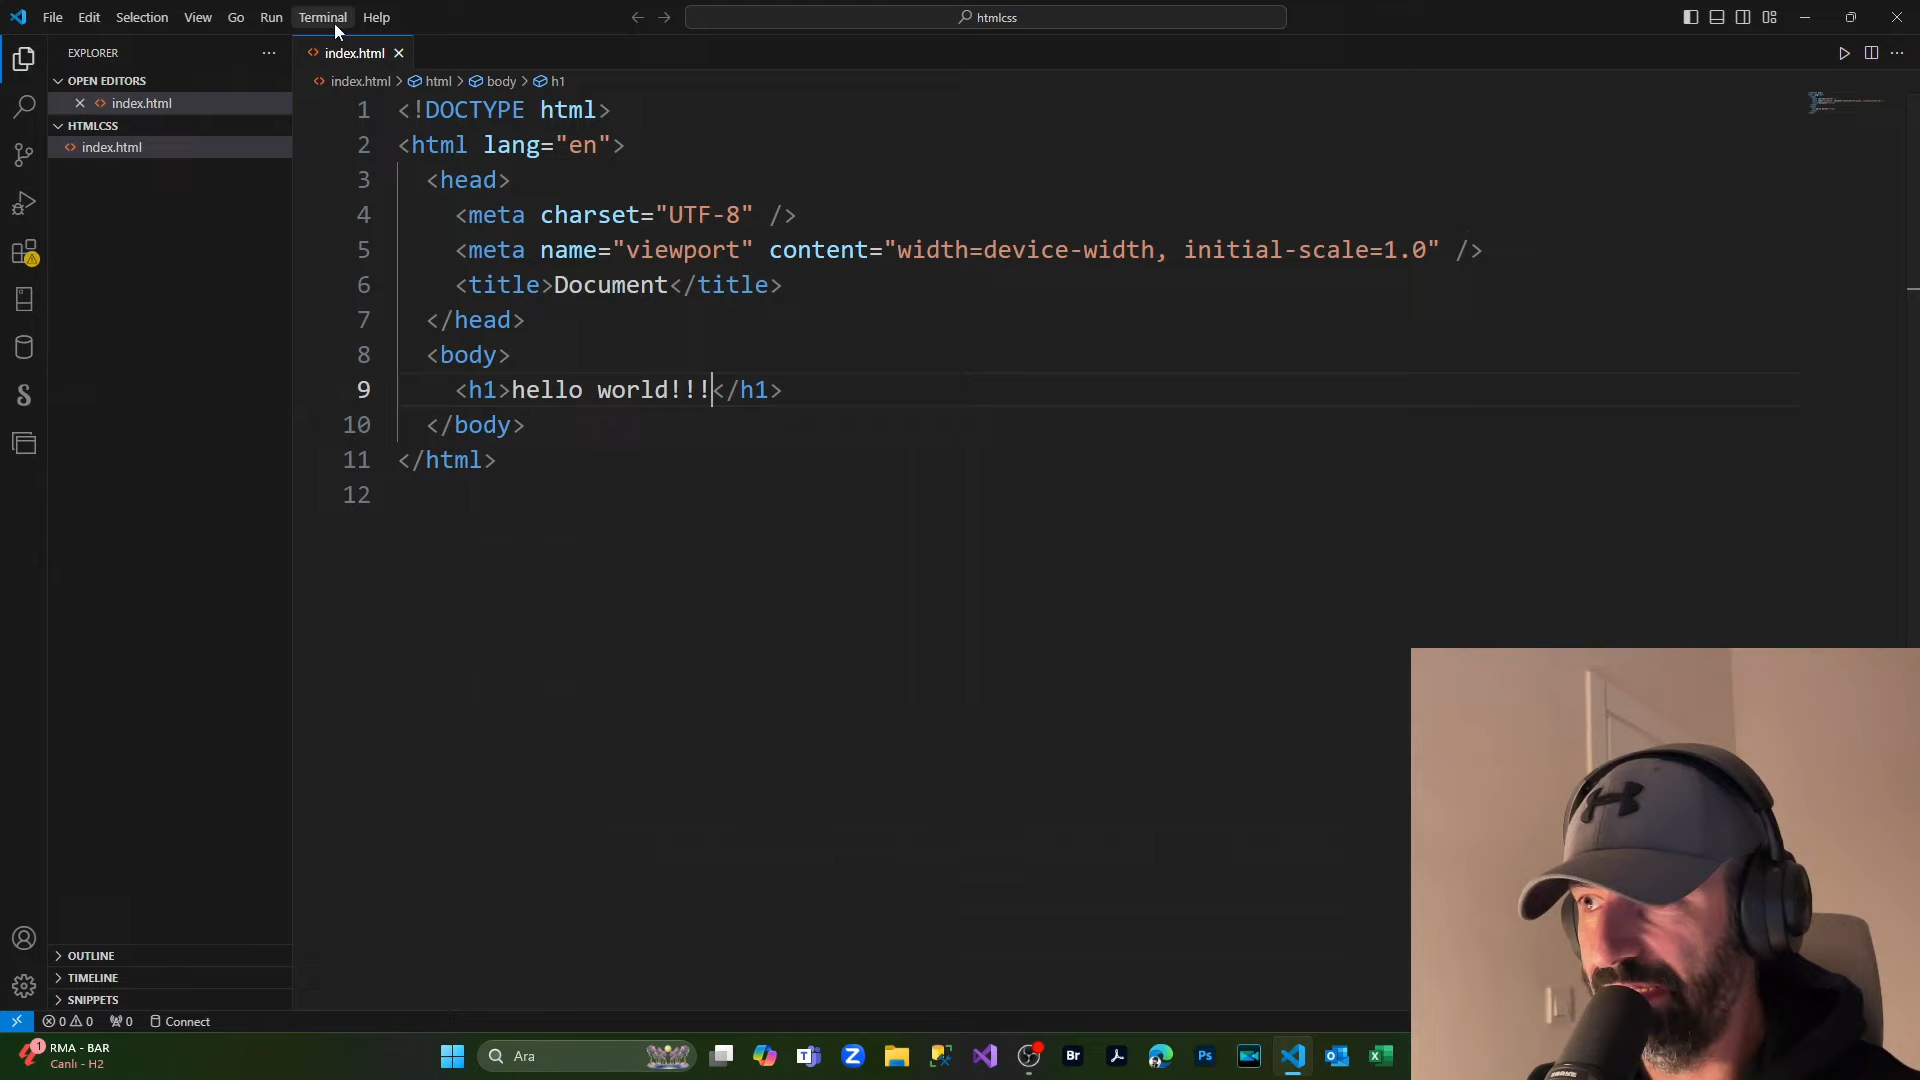 File Edit Selection View Go Run Terminal Help
htmlcss
EXPLORER
index.html
OPEN EDITORS
index.html
HTMLCSS
index.html
index.html > html > body > h1
1 <!DOCTYPE html>
2 <html lang="en">
3 <head>
4 <meta charset="UTF-8" />
5 <meta name="viewport" content="width=device-width, initial-scale=1.0" />
6 <title>Document</title>
7 </head>
8 <body>
9 <h1>hello world!!!</h1>
10 </body>
11 </html>
12
OUTLINE
TIMELINE
SNIPPETS
0 0 0 Connect
1
RMA - BAR
Canlı - H2
Ara
Br
Ps